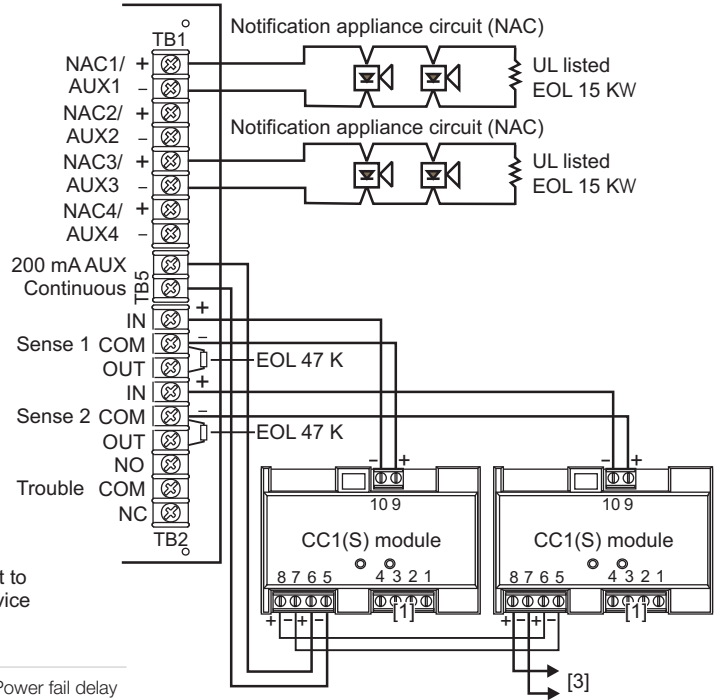 Notification appliance circuit (NAC)
TB1
NAC1/ +
AUX1 –
UL listed
EOL 15 KW
NAC2/ +
AUX2 –
Notification appliance circuit (NAC)
NAC3/ +
AUX3 –
UL listed
EOL 15 KW
NAC4/ +
AUX4 –
200 mA AUX
Continuous
TB5
+
IN
Sense 1 COM –
OUT
EOL 47 K
+
IN
Sense 2 COM –
OUT
EOL 47 K
NO
Trouble COM
NC
TB2
– +
10 9
CC1(S) module
8 7 6 5 4 3 2 1
[1]
+ – + –
– +
10 9
CC1(S) module
8 7 6 5 4 3 2 1
[1]
+ – + –
[3]
t to
vice
Power fail delay